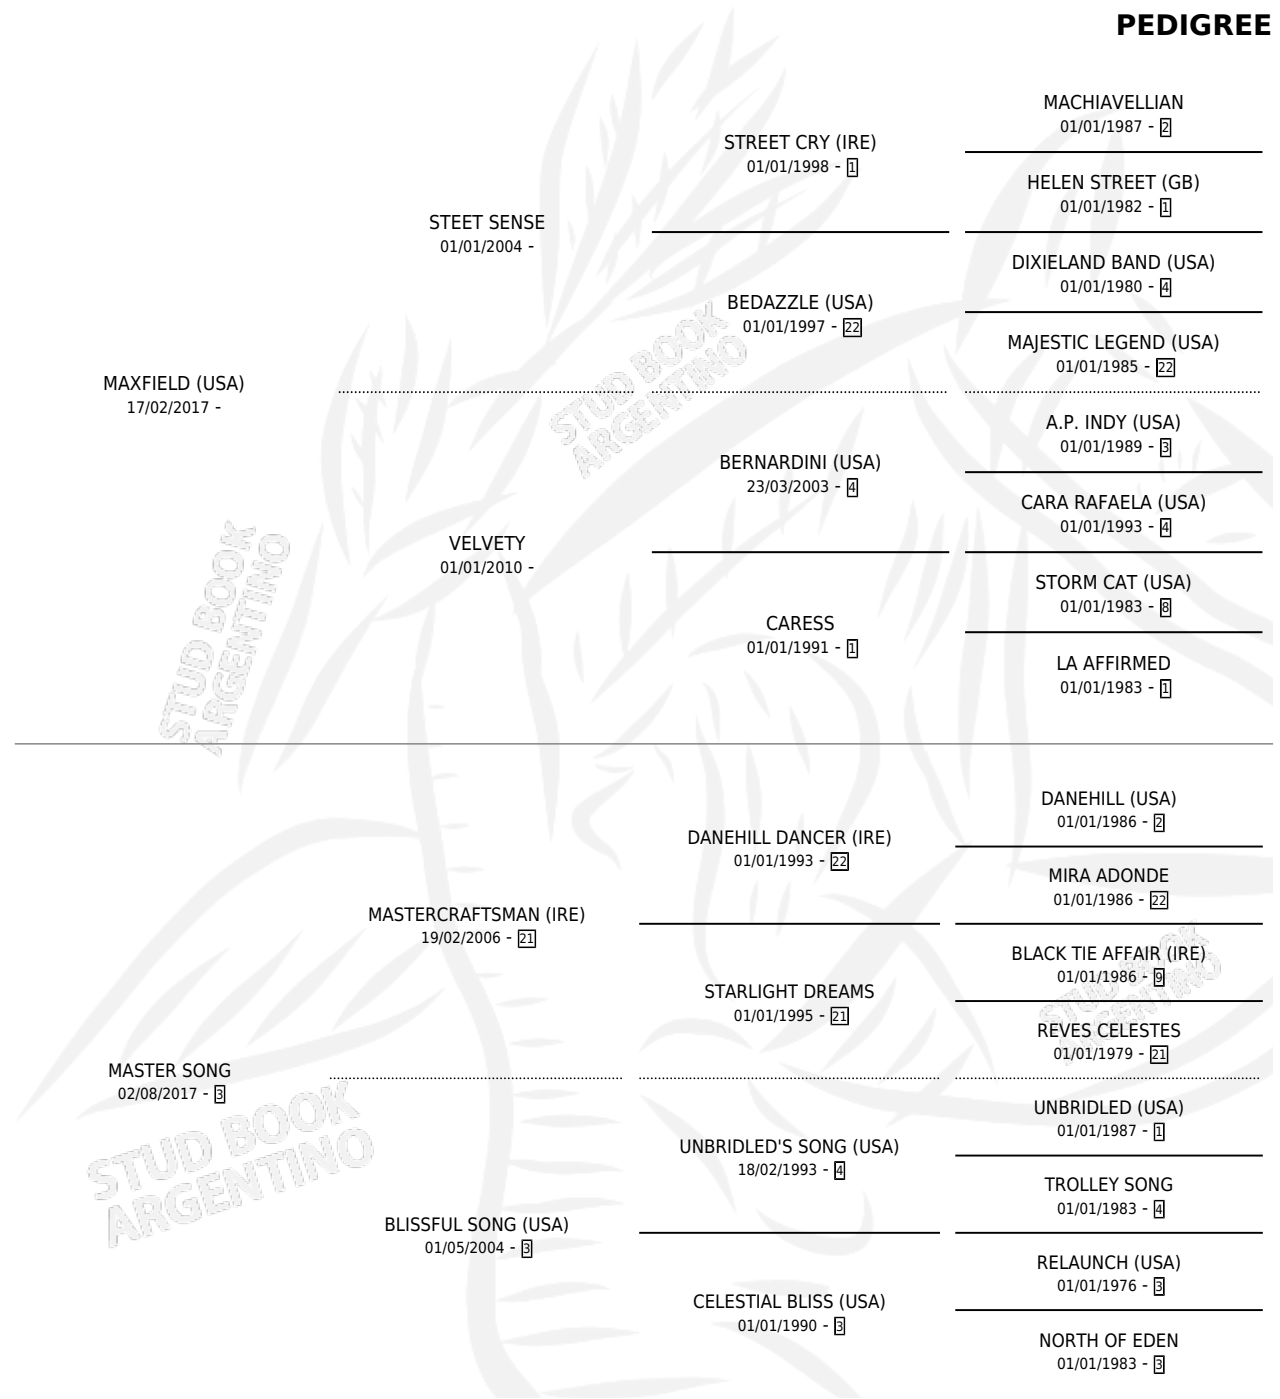 PEDIGREE
MACHIAVELLIAN
01/01/1987 - 2
STREET CRY (IRE)
01/01/1998 - 1
HELEN STREET (GB)
01/01/1982 - 1
STEET SENSE
01/01/2004 -
DIXIELAND BAND (USA)
01/01/1980 - 4
BEDAZZLE (USA)
01/01/1997 - 22
MAJESTIC LEGEND (USA)
01/01/1985 - 22
MAXFIELD (USA)
17/02/2017 -
A.P. INDY (USA)
01/01/1989 - 3
BERNARDINI (USA)
23/03/2003 - 4
CARA RAFAELA (USA)
01/01/1993 - 4
VELVETY
01/01/2010 -
STORM CAT (USA)
01/01/1983 - 8
CARESS
01/01/1991 - 1
LA AFFIRMED
01/01/1983 - 1
DANEHILL (USA)
01/01/1986 - 2
DANEHILL DANCER (IRE)
01/01/1993 - 22
MIRA ADONDE
01/01/1986 - 22
MASTERCRAFTSMAN (IRE)
19/02/2006 - 21
BLACK TIE AFFAIR (IRE)
01/01/1986 - 9
STARLIGHT DREAMS
01/01/1995 - 21
REVES CELESTES
01/01/1979 - 21
MASTER SONG
02/08/2017 - 3
UNBRIDLED (USA)
01/01/1987 - 1
UNBRIDLED'S SONG (USA)
18/02/1993 - 4
TROLLEY SONG
01/01/1983 - 4
BLISSFUL SONG (USA)
01/05/2004 - 3
RELAUNCH (USA)
01/01/1976 - 3
CELESTIAL BLISS (USA)
01/01/1990 - 3
NORTH OF EDEN
01/01/1983 - 3
STUD BOOK
ARGENTINO
STUD BOOK
ARGENTINO
STUD BOOK
ARGENTINO
STUD BOOK
ARGENTINO